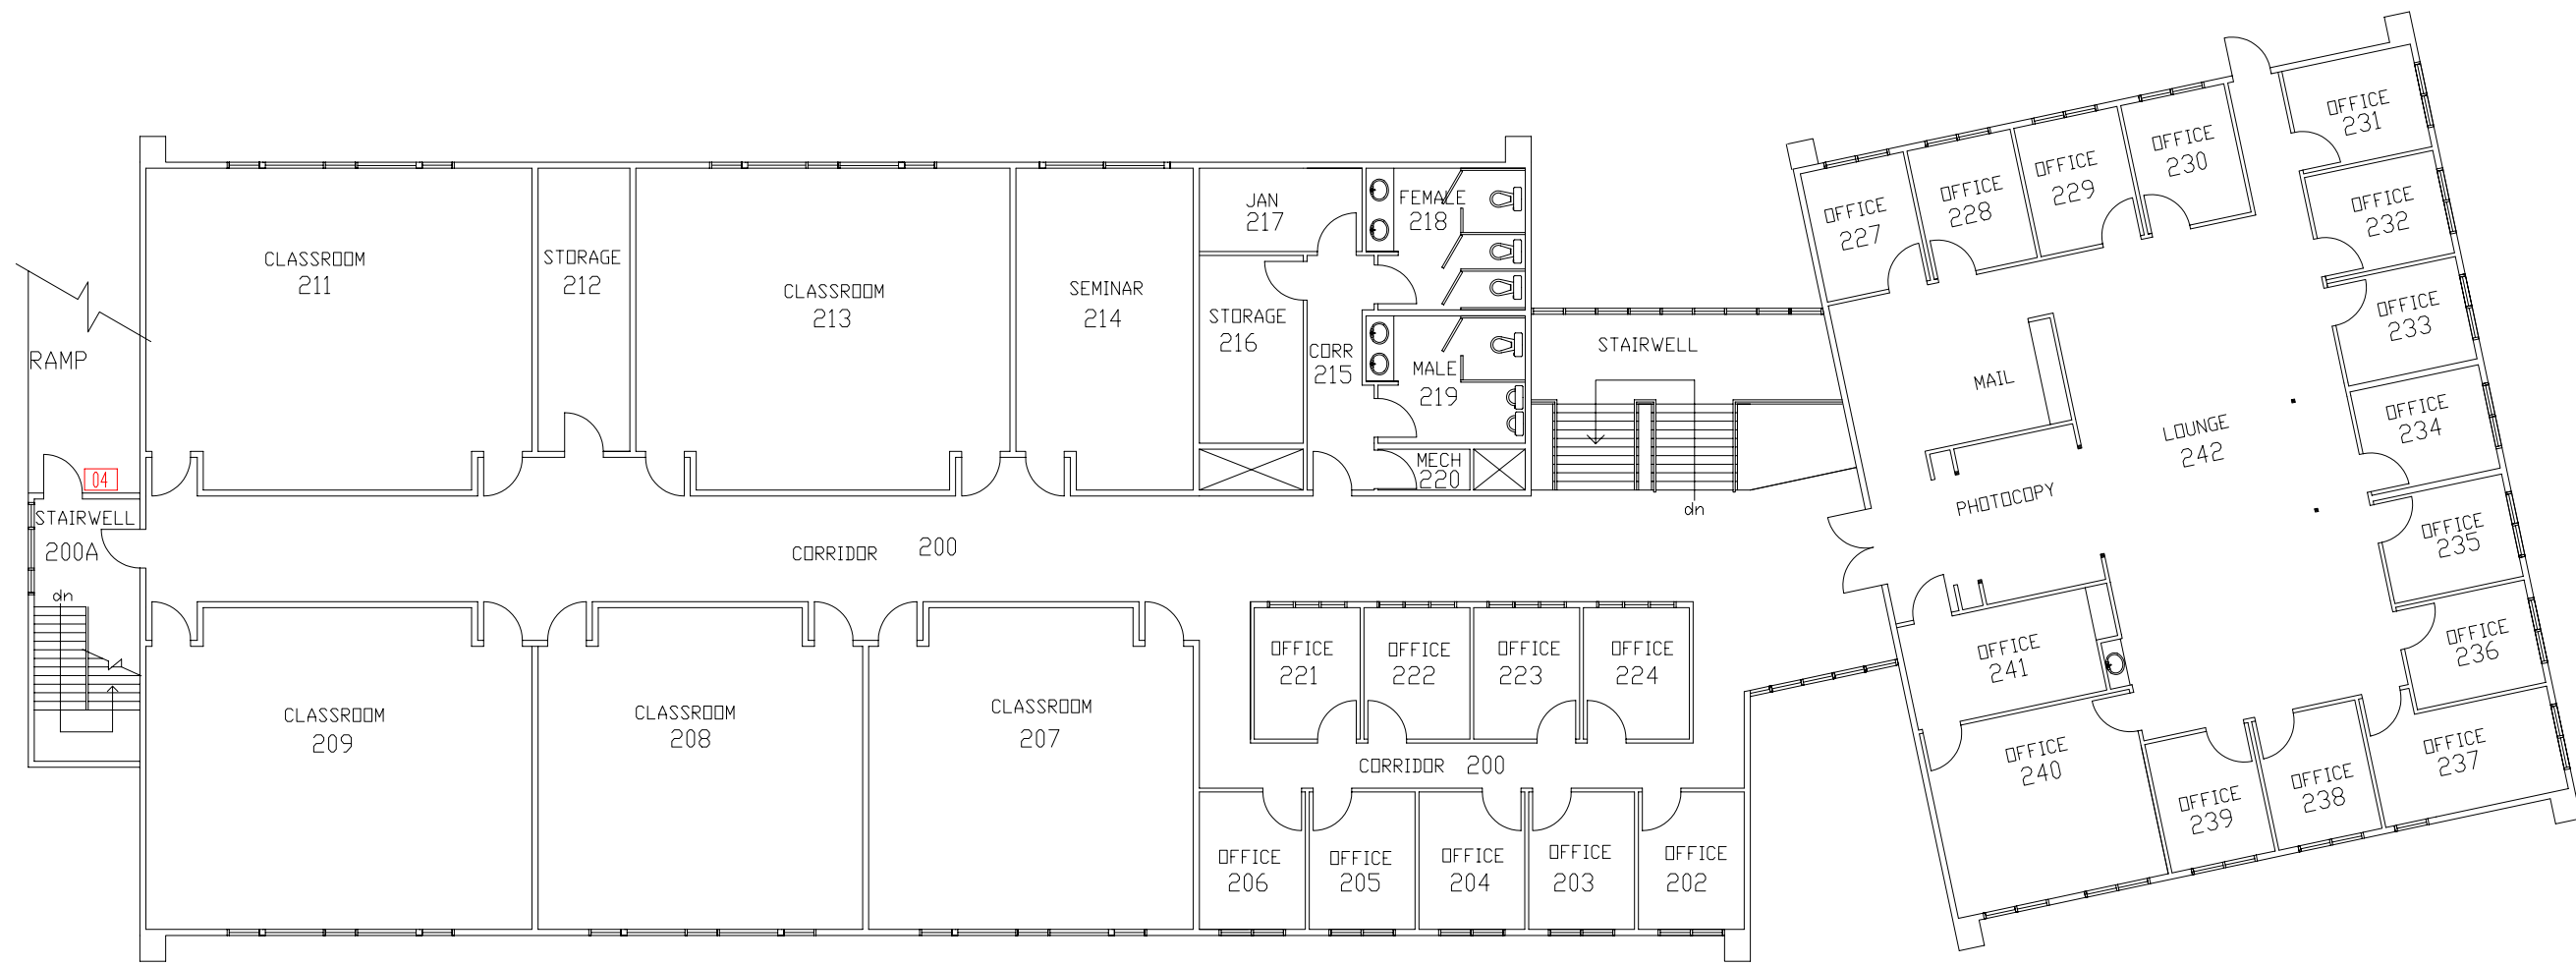 CLASSROOM
211
STORAGE
212
CLASSROOM
213
SEMINAR
214
JAN
217
STORAGE
216
CORR
215
FEMALE
218
MALE
219
MECH
220
STAIRWELL
dn
RAMP
04
STAIRWELL
200A
dn
CORRIDOR 200
CLASSROOM
209
CLASSROOM
208
CLASSROOM
207
OFFICE
221
OFFICE
222
OFFICE
223
OFFICE
224
CORRIDOR 200
OFFICE
206
OFFICE
205
OFFICE
204
OFFICE
203
OFFICE
202
OFFICE
227
OFFICE
228
OFFICE
229
OFFICE
230
OFFICE
231
OFFICE
232
OFFICE
233
OFFICE
234
OFFICE
235
OFFICE
236
OFFICE
237
OFFICE
238
OFFICE
239
OFFICE
240
OFFICE
241
MAIL
PHOTOCOPY
LOUNGE
242